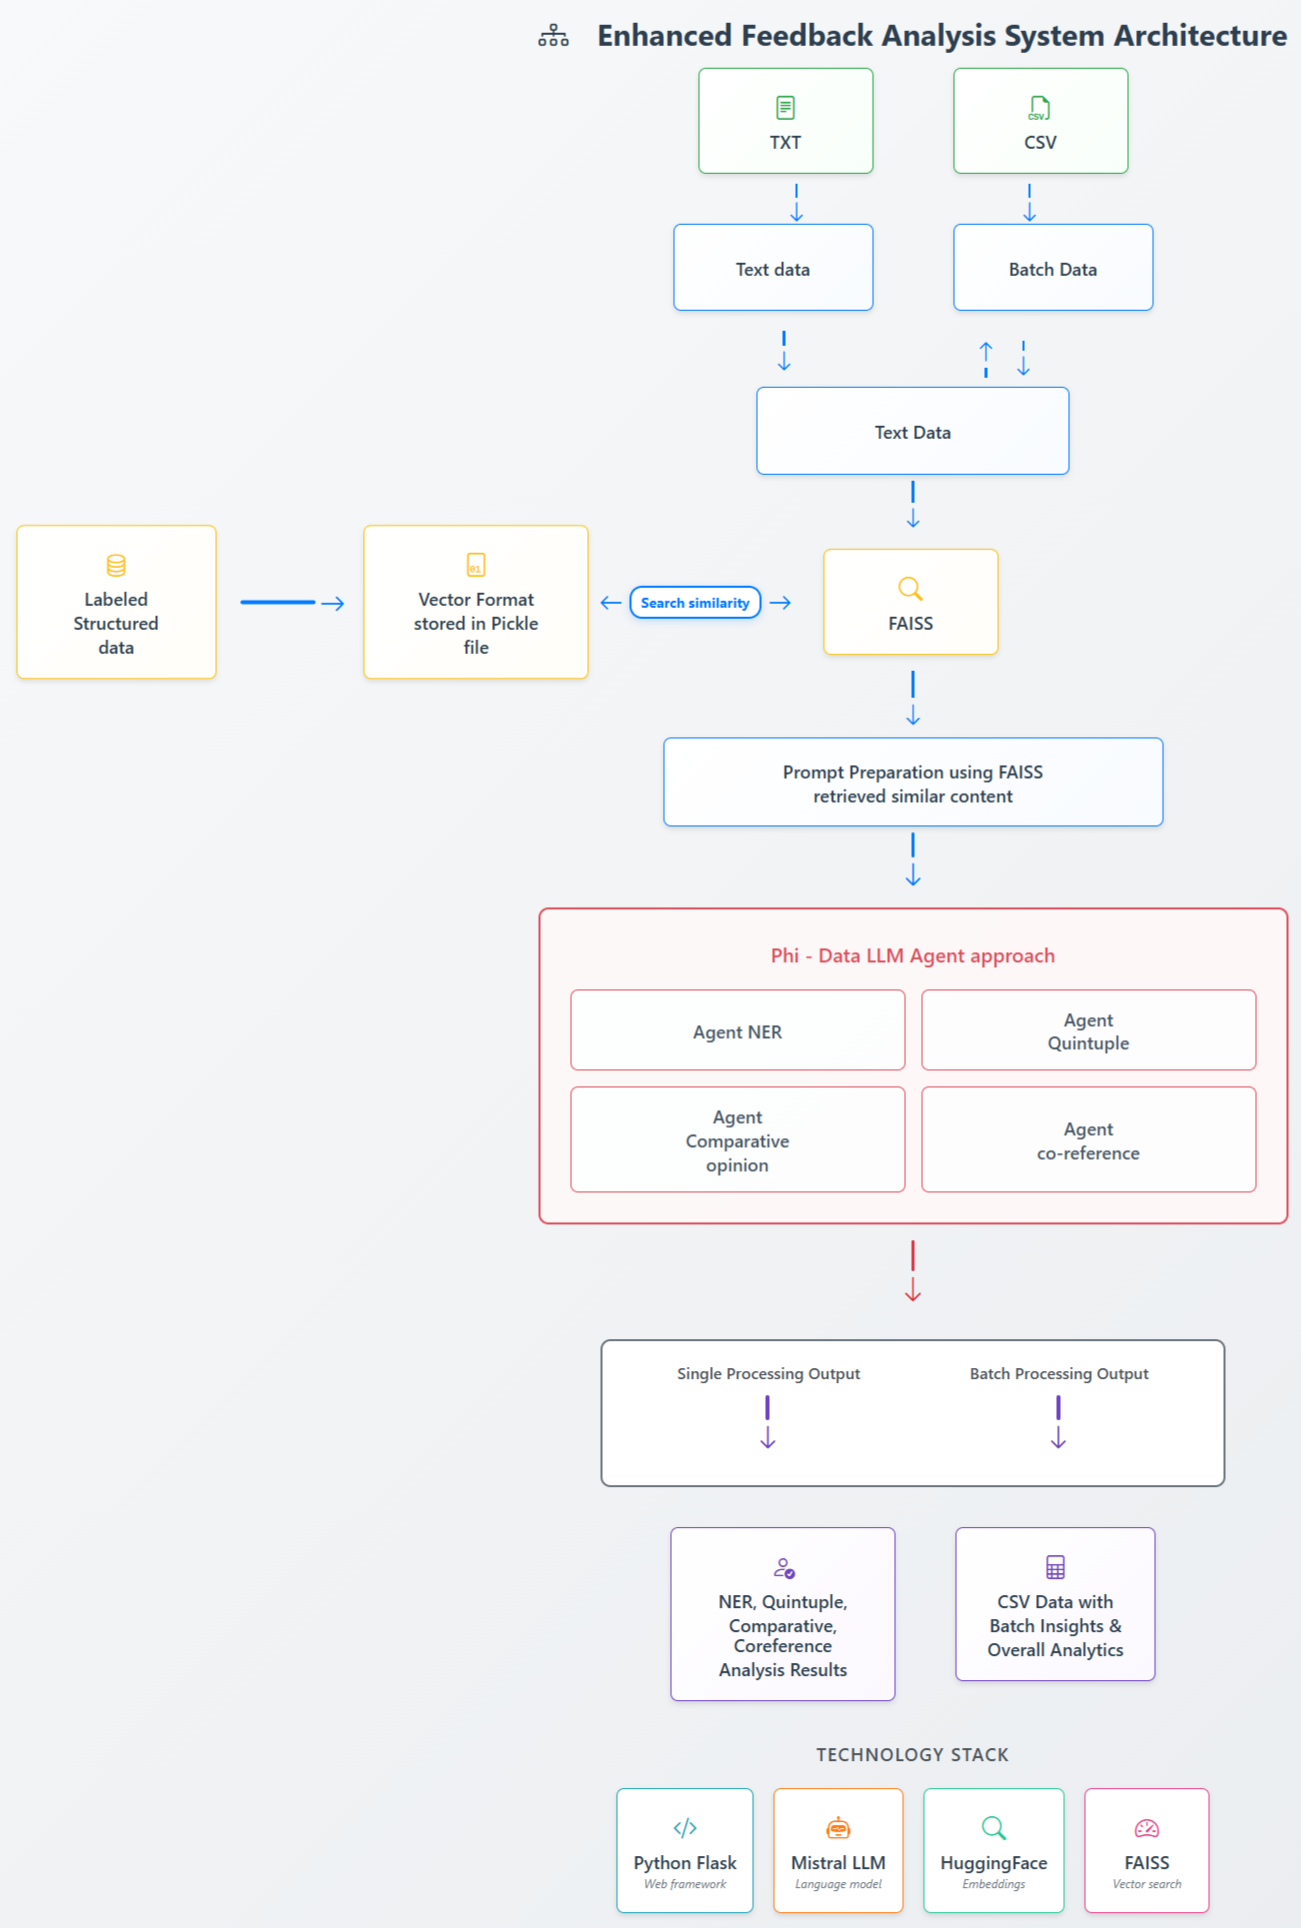 Enhanced Feedback Analysis System Architecture
TXT
CSV
CSV
Text data
Batch Data
Text Data
Labeled
Structured
data
01
Vector Format
stored in Pickle
file
Search similarity
FAISS
Prompt Preparation using FAISS
retrieved similar content
Phi - Data LLM Agent approach
Agent NER
Agent
Quintuple
Agent
Comparative
opinion
Agent
co-reference
Single Processing Output
Batch Processing Output
NER, Quintuple,
Comparative,
Coreference
Analysis Results
CSV Data with
Batch Insights &
Overall Analytics
TECHNOLOGY STACK
Python Flask
Web framework
Mistral LLM
Language model
HuggingFace
Embeddings
FAISS
Vector search